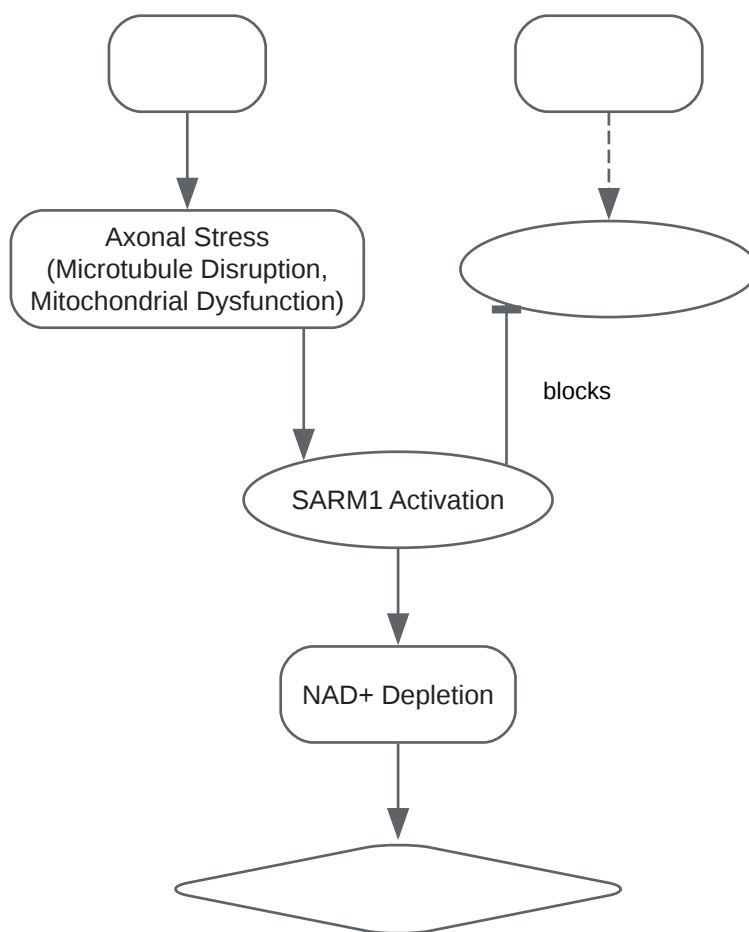 Axonal Stress
(Microtubule Disruption,
Mitochondrial Dysfunction)
blocks
SARM1 Activation
NAD+ Depletion